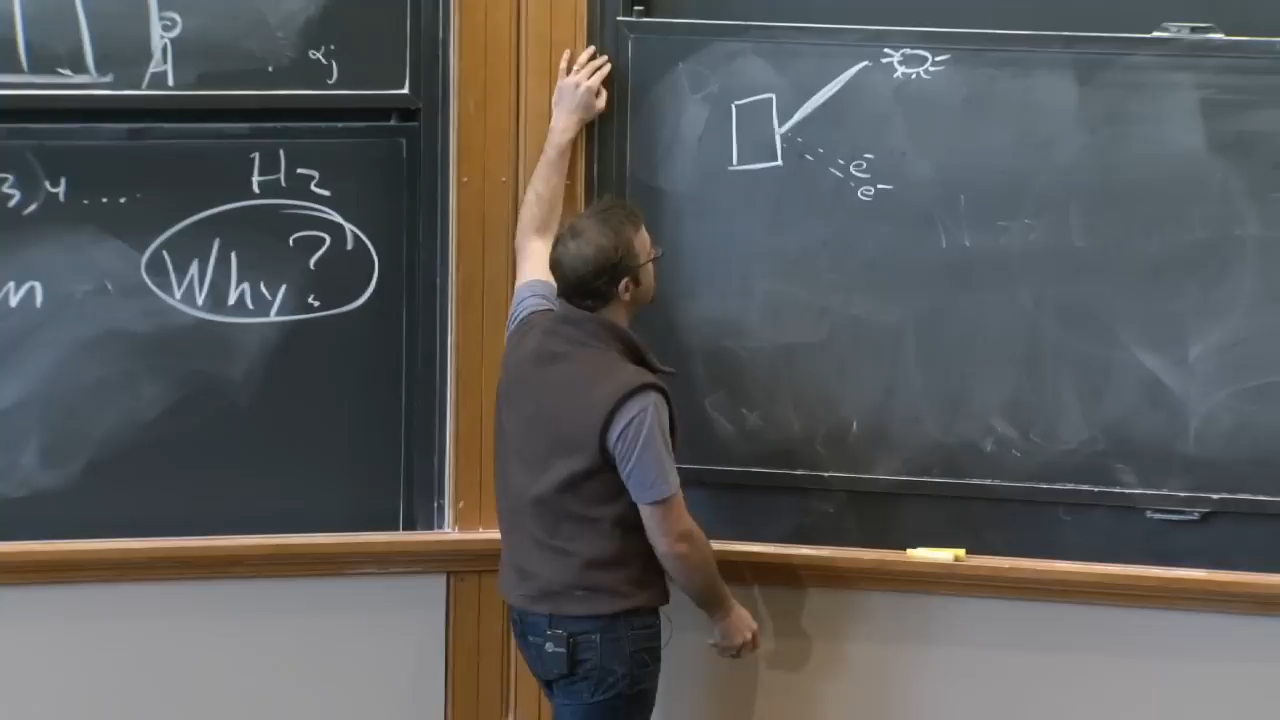 αj
3,4 ....
H2
m
Why?
e⁻
e⁻